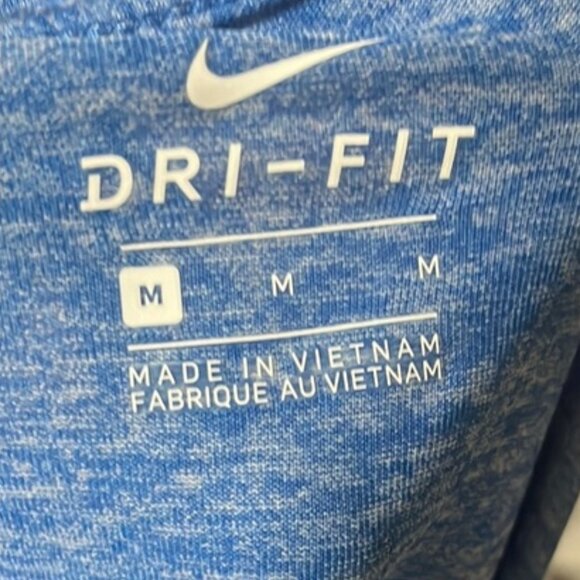 DRI-FIT
M M M
MADE IN VIETNAM
FABRIQUE AU VIETNAM